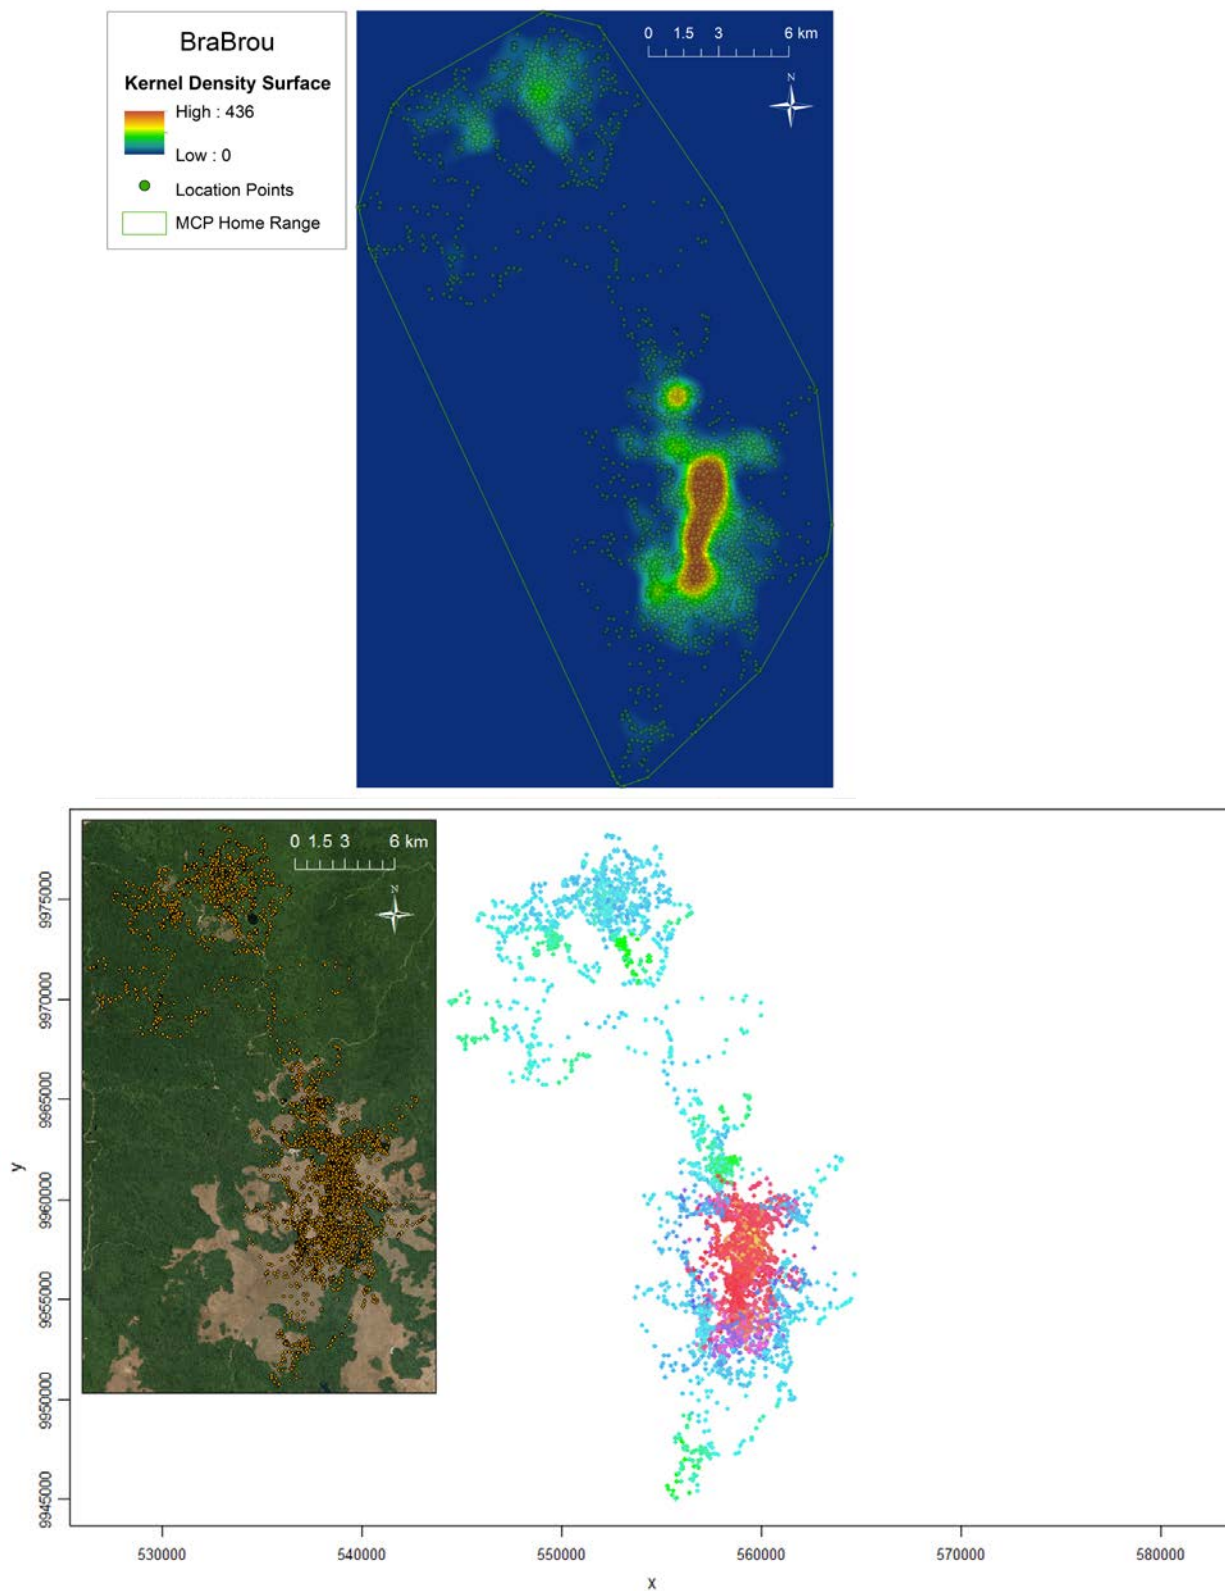 BraBrou
Kernel Density Surface
High : 436
Low : 0
Location Points
MCP Home Range
0 1.5 3 6 km
N
0 1.5 3 6 km
N
9975000
9970000
9965000
9960000
9955000
9950000
9945000
y
530000 540000 550000 560000 570000 580000
x